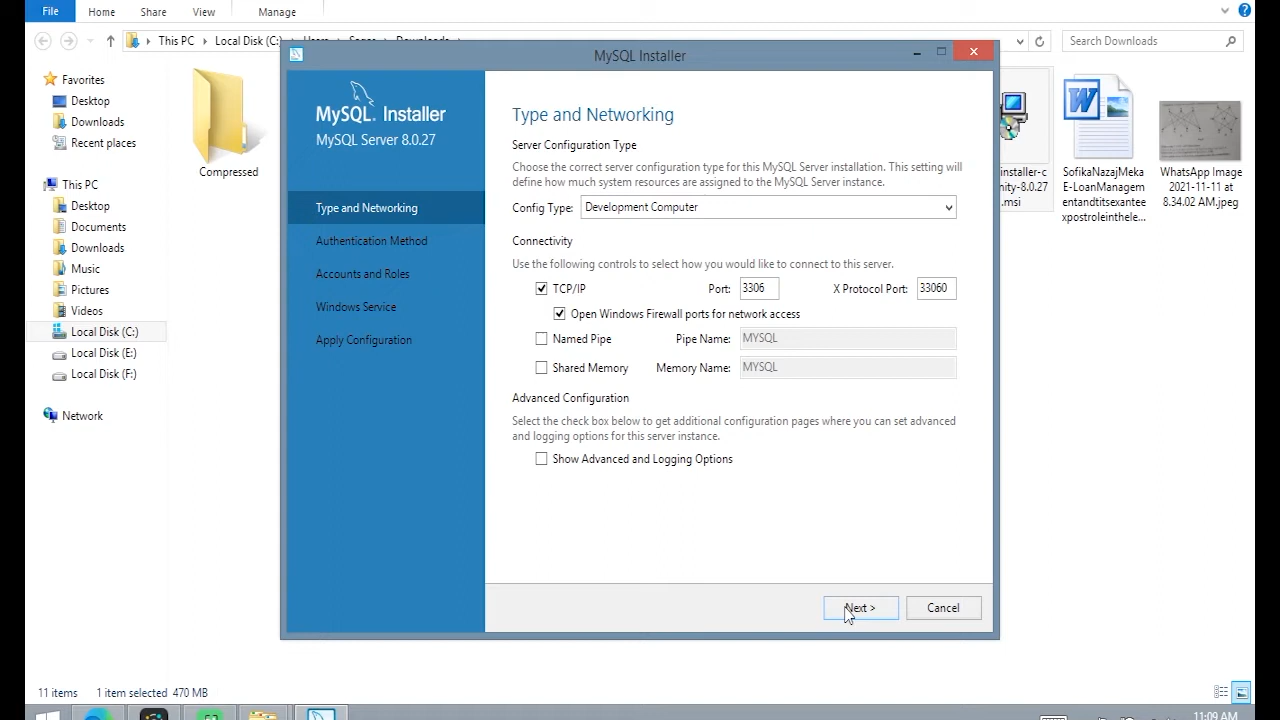 File
Home
Share
View
Manage
This PC
Local Disk (C:)
Search Downloads
Favorites
Desktop
Downloads
Recent places
This PC
Desktop
Documents
Downloads
Music
Pictures
Videos
Local Disk (C:)
Local Disk (E:)
Local Disk (F:)
Network
Compressed
MySQL Installer
MySQL Installer
MySQL Server 8.0.27
Type and Networking
Authentication Method
Accounts and Roles
Windows Service
Apply Configuration
Type and Networking
Server Configuration Type
Choose the correct server configuration type for this MySQL Server installation. This setting
will define how much system resources are assigned to the MySQL Server instance.
Config Type: Development Computer
Connectivity
Use the following controls to select how you would like to connect to this server.
TCP/IP
Port: 3306
X Protocol Port: 33060
Open Windows Firewall ports for network access
Named Pipe
Pipe Name: MYSQL
Shared Memory
Memory Name: MYSQL
Advanced Configuration
Select the check box below to get additional configuration pages where you can set advanced
and logging options for this server instance.
Show Advanced and Logging Options
Next >
Cancel
installer-c
nity-8.0.27
.msi
SofikaNazajMeka
E-LoanManagem
entandtitsexantee
xpostroleinthele...
WhatsApp Image
2021-11-11 at
8.34.02 AM.jpeg
11 items
1 item selected 470 MB
11:09 AM